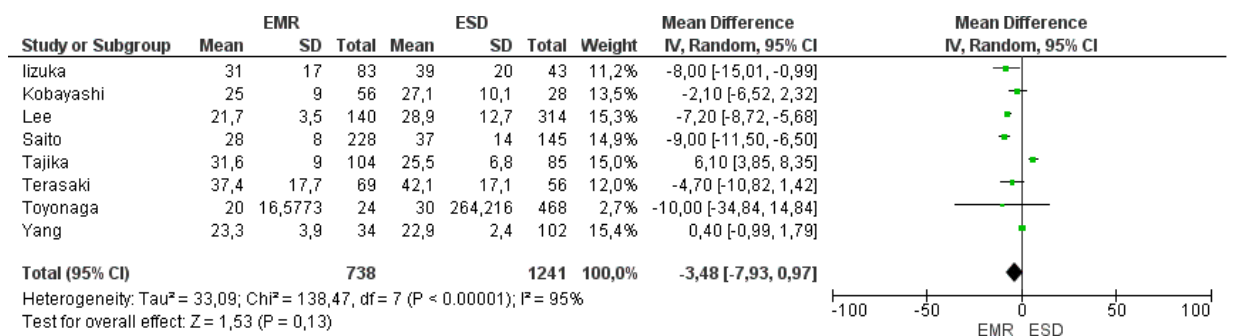 EMR ESD Mean Difference Mean Difference
Study or Subgroup Mean SD Total Mean SD Total Weight IV, Random, 95% CI IV, Random, 95% CI
Iizuka 31 17 83 39 20 43 11,2% -8,00 [-15,01, -0,99]
Kobayashi 25 9 56 27,1 10,1 28 13,5% -2,10 [-6,52, 2,32]
Lee 21,7 3,5 140 28,9 12,7 314 15,3% -7,20 [-8,72, -5,68]
Saito 28 8 228 37 14 145 14,9% -9,00 [-11,50, -6,50]
Tajika 31,6 9 104 25,5 6,8 85 15,0% 6,10 [3,85, 8,35]
Terasaki 37,4 17,7 69 42,1 17,1 56 12,0% -4,70 [-10,82, 1,42]
Toyonaga 20 16,5773 24 30 264,216 468 2,7% -10,00 [-34,84, 14,84]
Yang 23,3 3,9 34 22,9 2,4 102 15,4% 0,40 [-0,99, 1,79]
Total (95% CI) 738 1241 100,0% -3,48 [-7,93, 0,97]
Heterogeneity: Tau² = 33,09; Chi² = 138,47, df = 7 (P < 0.00001); I² = 95%
Test for overall effect: Z = 1,53 (P = 0,13)
-100 -50 0 50 100
EMR ESD